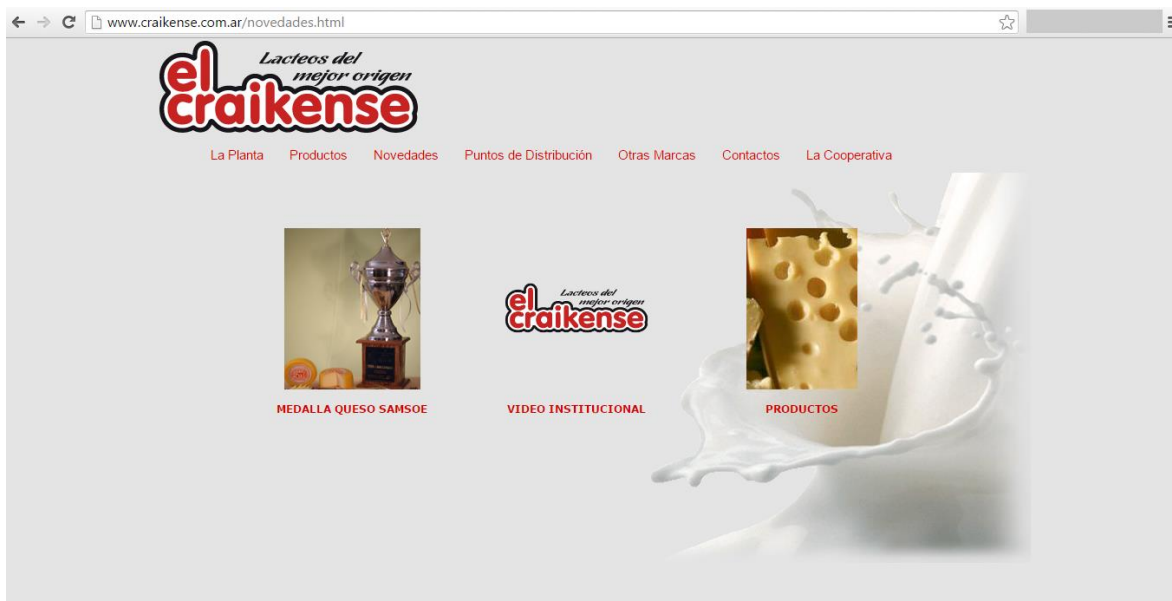 www.craikense.com.ar/novedades.html
Lacteos del
mejor origen
el
craikense
La Planta Productos Novedades Puntos de Distribución Otras Marcas Contactos La Cooperativa
Lacteos del
mejor origen
el
craikense
MEDALLA QUESO SAMSOE VIDEO INSTITUCIONAL PRODUCTOS